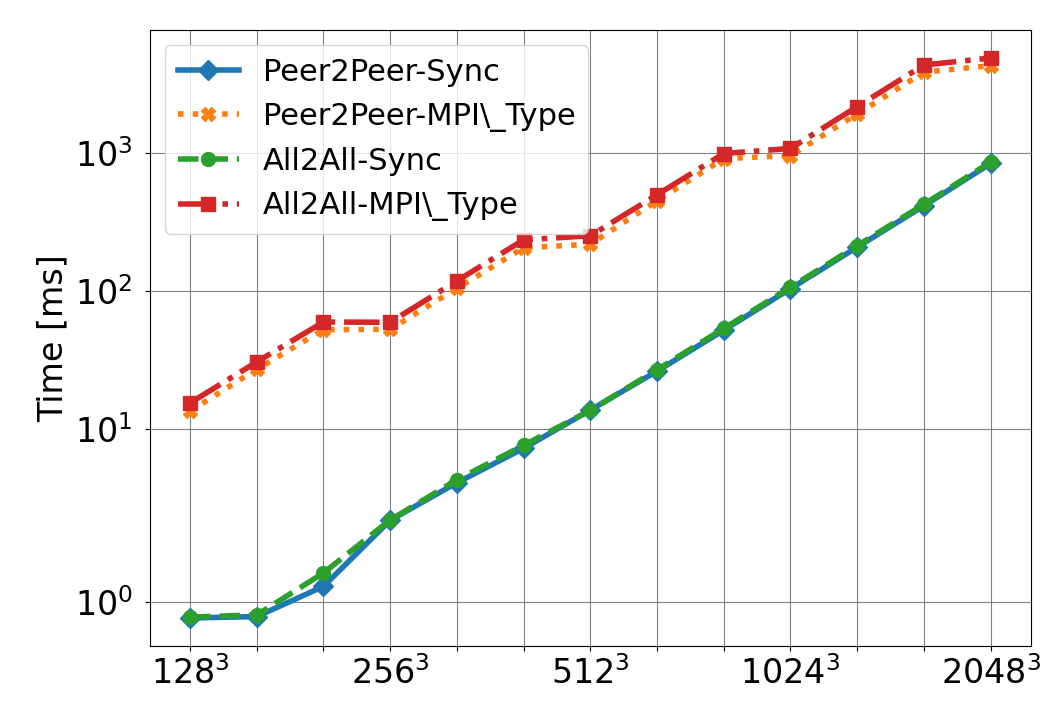 Peer2Peer-Sync
Peer2Peer-MPI\_Type
All2All-Sync
All2All-MPI\_Type
Time [ms]
10³
10²
10¹
10⁰
128³ 256³ 512³ 1024³ 2048³